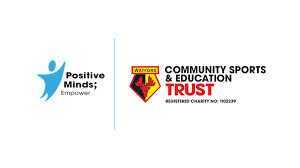 Positive
Minds;
Empower
WATFORD
COMMUNITY SPORTS
& EDUCATION
TRUST
REGISTERED CHARITY NO: 1102239